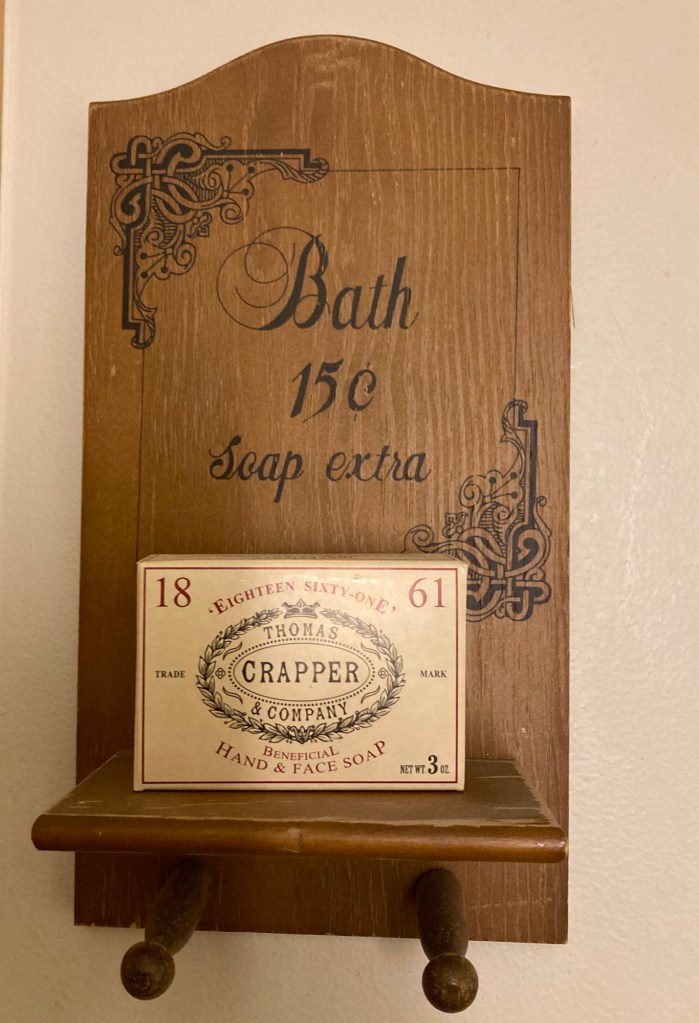 Bath
15¢
Soap extra
18 'EIGHTEEN SIXTY-ONE' 61
THOMAS
TRADE CRAPPER MARK
& COMPANY
BENEFICIAL
HAND & FACE SOAP
NET WT. 3 OZ.